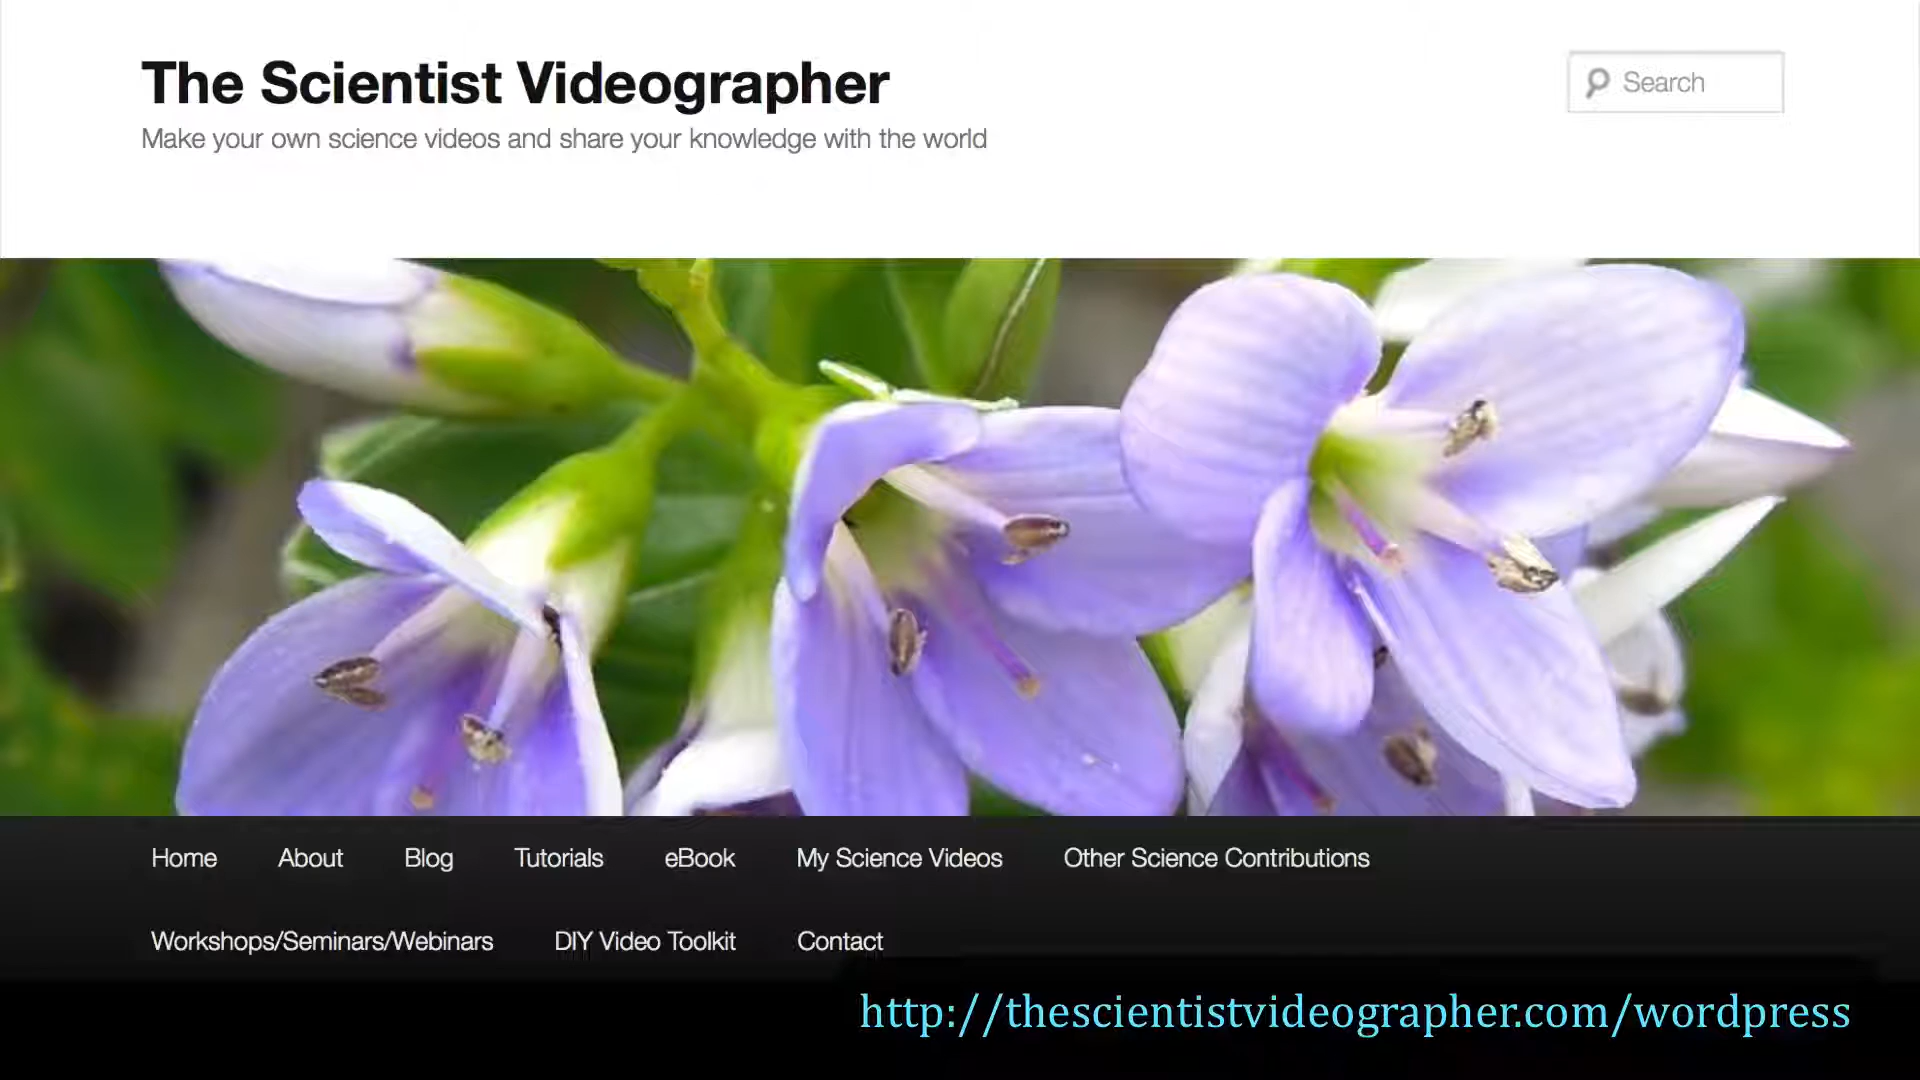 The Scientist Videographer
Search
Make your own science videos and share your knowledge with the world
Home About Blog Tutorials eBook My Science Videos Other Science Contributions
Workshops/Seminars/Webinars DIY Video Toolkit Contact
http://thescientistvideographer.com/wordpress